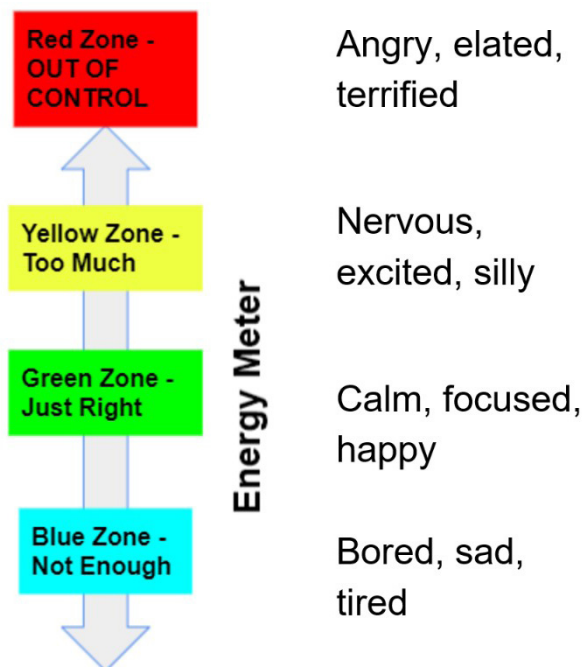 Red Zone -
OUT OF
CONTROL
Angry, elated,
terrified
Yellow Zone -
Too Much
Nervous,
excited, silly
Energy Meter
Green Zone -
Just Right
Calm, focused,
happy
Blue Zone -
Not Enough
Bored, sad,
tired